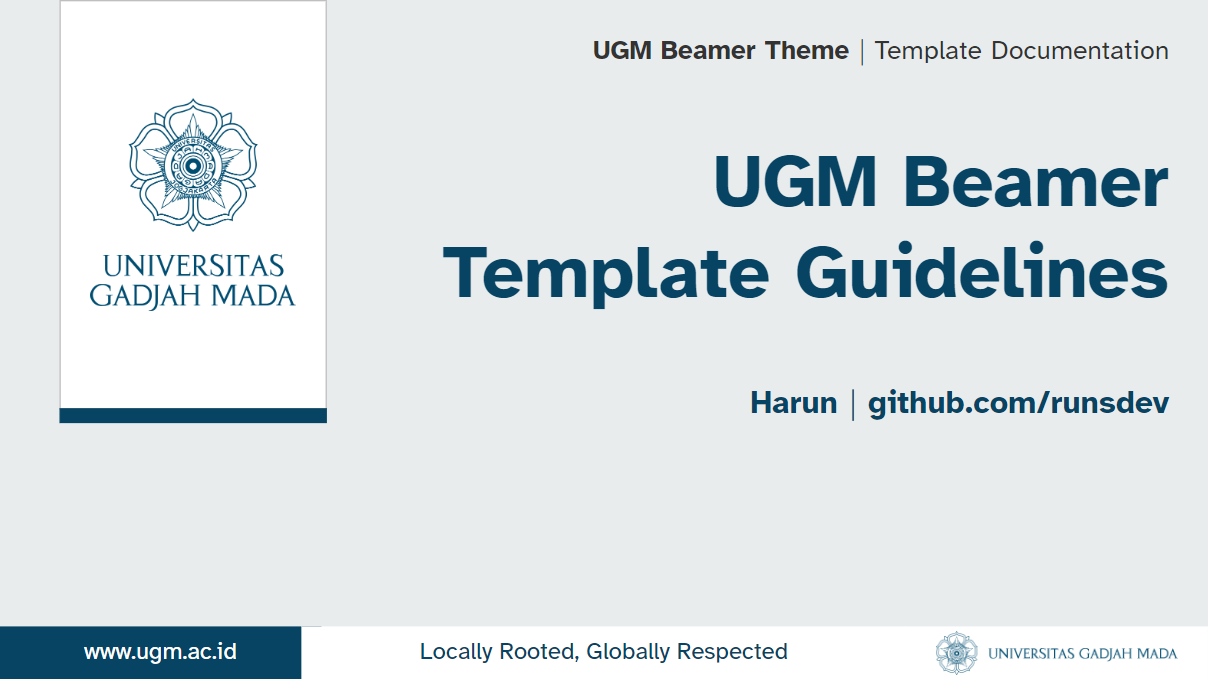 UGM Beamer Theme | Template Documentation
UNIVERSITAS
GADJAH MADA
UGM Beamer
Template Guidelines
Harun | github.com/runsdev
www.ugm.ac.id
Locally Rooted, Globally Respected
UNIVERSITAS GADJAH MADA